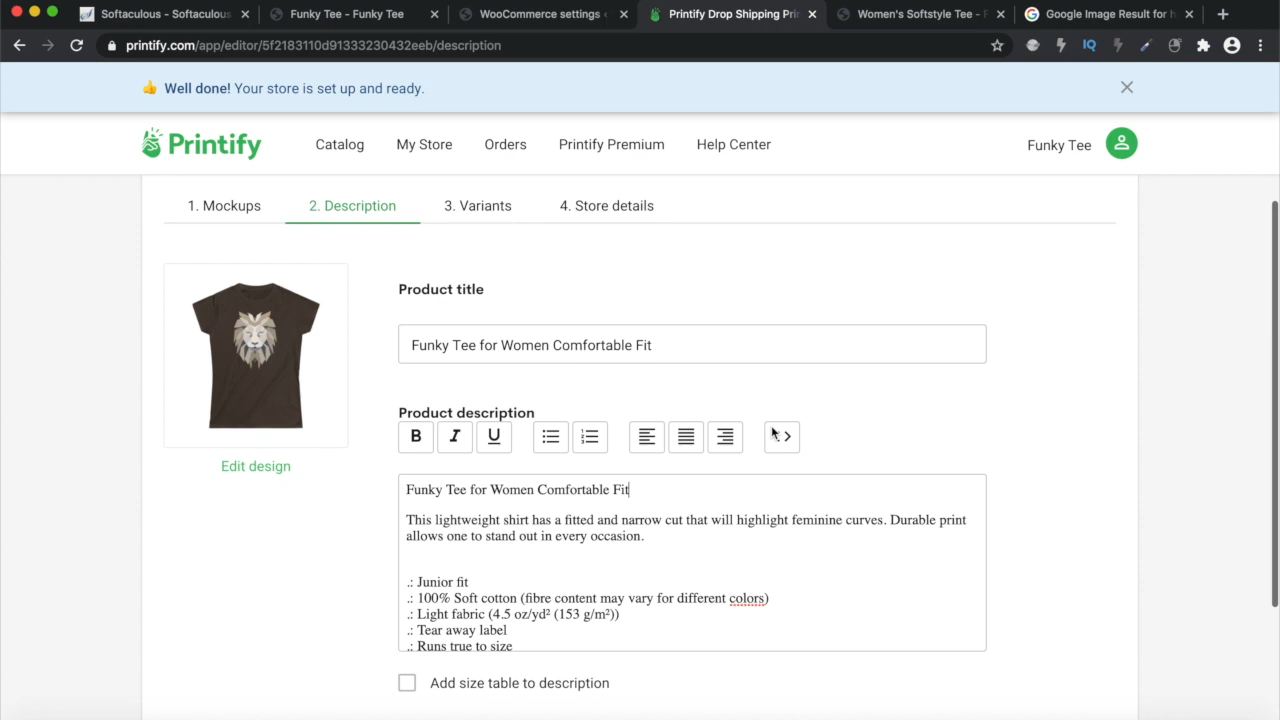 Softaculous - Softaculous
Funky Tee - Funky Tee
WooCommerce settings
Printify Drop Shipping Prin
Women's Softstyle Tee - F
Google Image Result for h
printify.com/app/editor/5f2183110d91333230432eeb/description
IQ
👍 Well done! Your store is set up and ready.
Printify
Catalog
My Store
Orders
Printify Premium
Help Center
Funky Tee
1. Mockups
2. Description
3. Variants
4. Store details
Product title
Funky Tee for Women Comfortable Fit
Product description
B I U
Edit design
Funky Tee for Women Comfortable Fit
This lightweight shirt has a fitted and narrow cut that will highlight feminine curves. Durable print
allows one to stand out in every occasion.
.: Junior fit
.: 100% Soft cotton (fibre content may vary for different colors)
.: Light fabric (4.5 oz/yd² (153 g/m²))
.: Tear away label
.: Runs true to size
Add size table to description